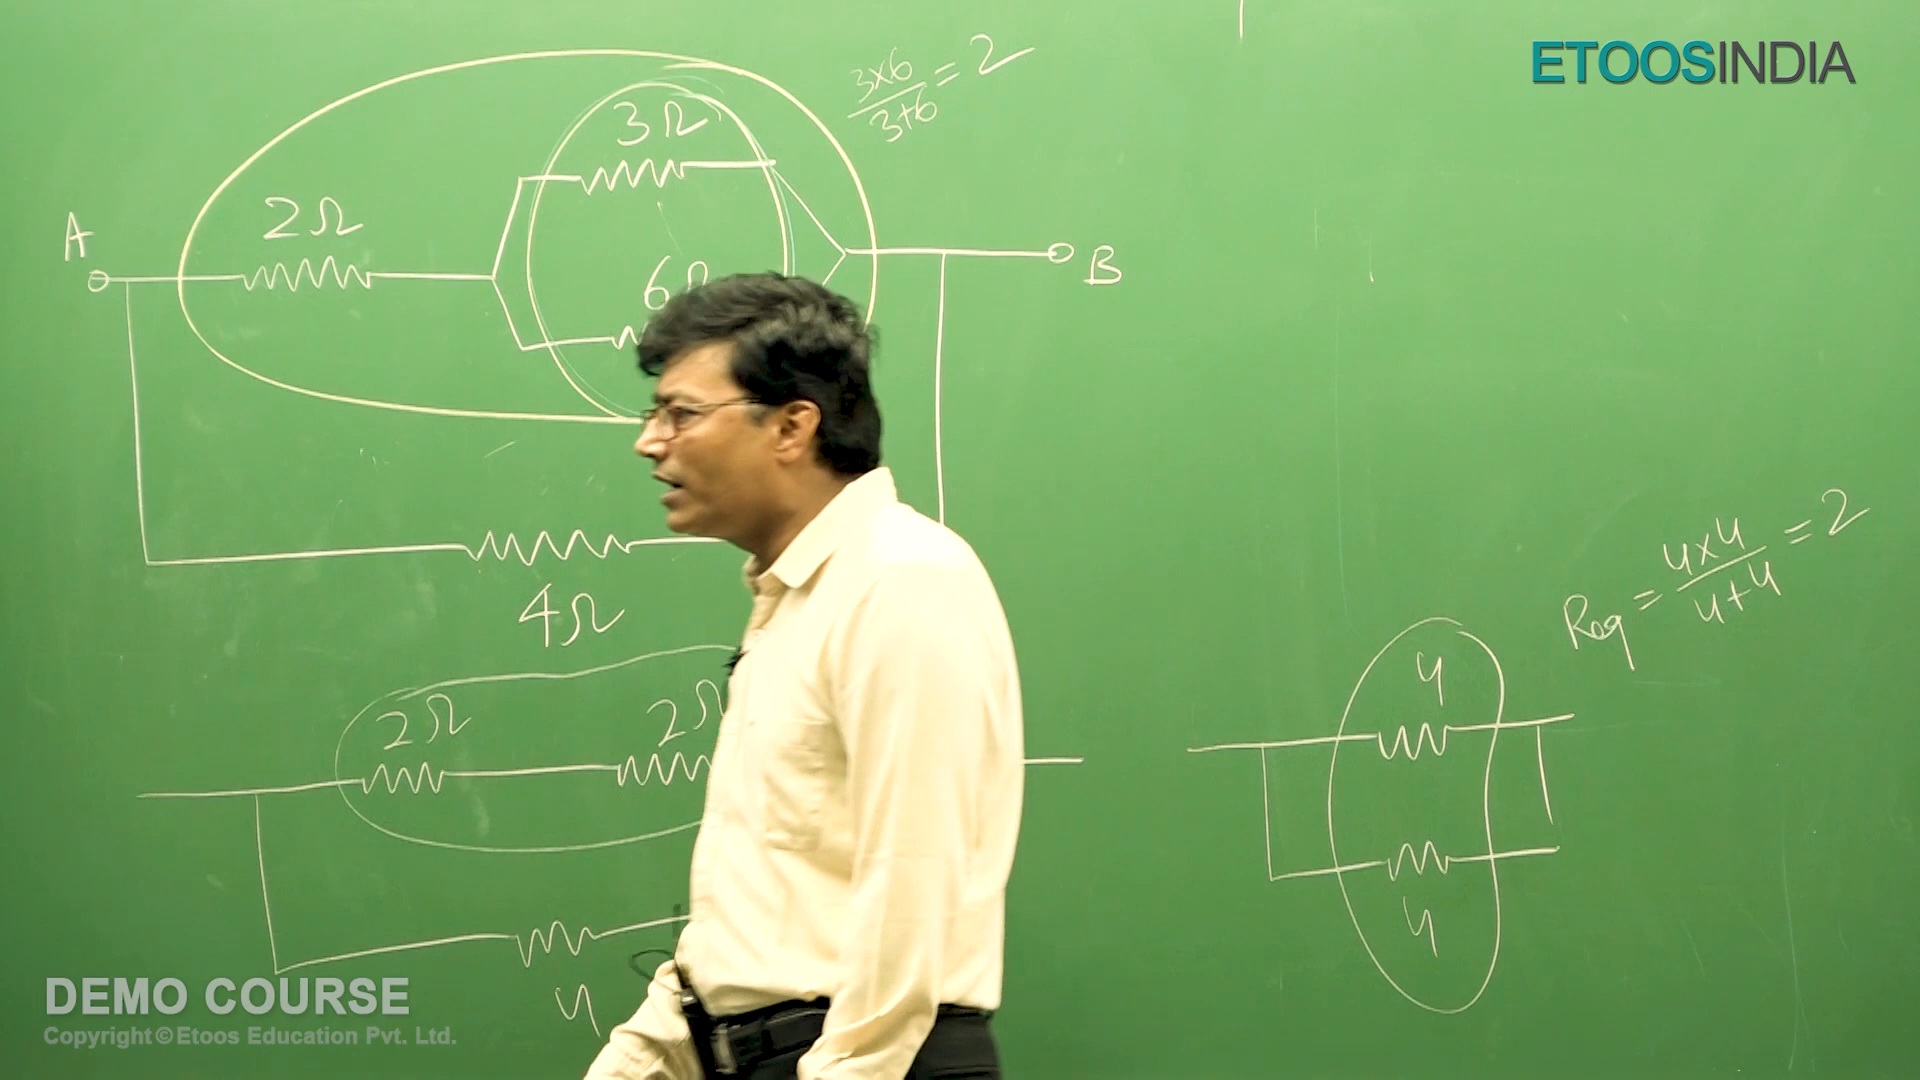 ETOOSINDIA
3×6
3+6
= 2
3Ω
2Ω
A
6Ω
B
4Ω
Req = 4×4
4+4
= 2
2Ω
2Ω
4
4
4
DEMO COURSE
Copyright © Etoos Education Pvt. Ltd.